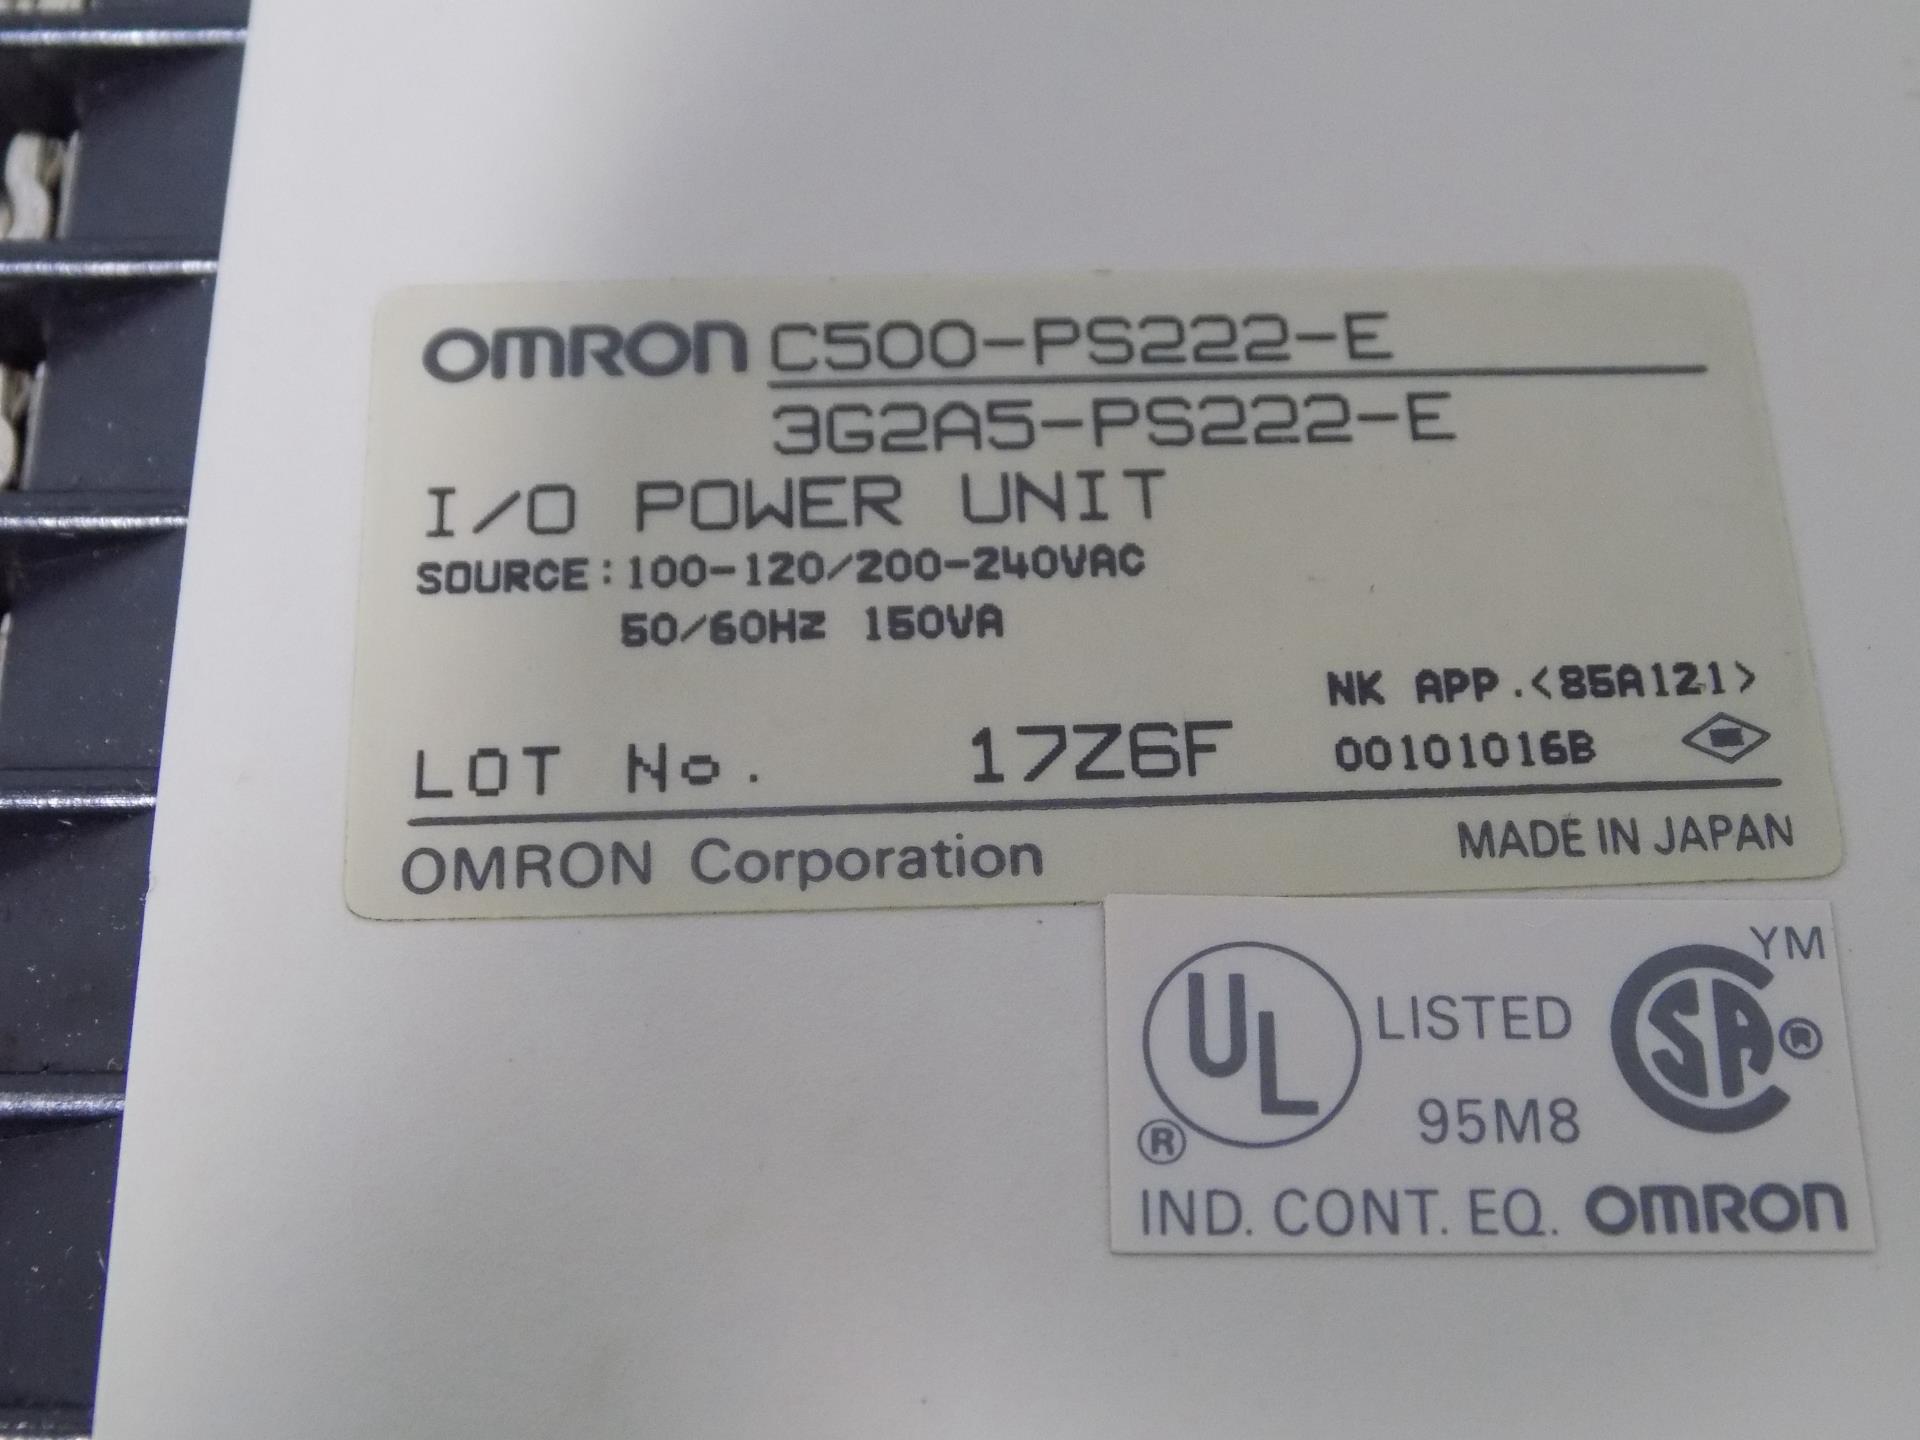 OMRON C500-PS222-E
3G2A5-PS222-E
I/O POWER UNIT
SOURCE:100-120/200-240VAC
50/60Hz 150VA
NK APP.<85A121>
LOT No. 17Z6F 00101016B
OMRON Corporation MADE IN JAPAN
YM
UL LISTED SA ®
® 95M8
IND. CONT. EQ. OMRON